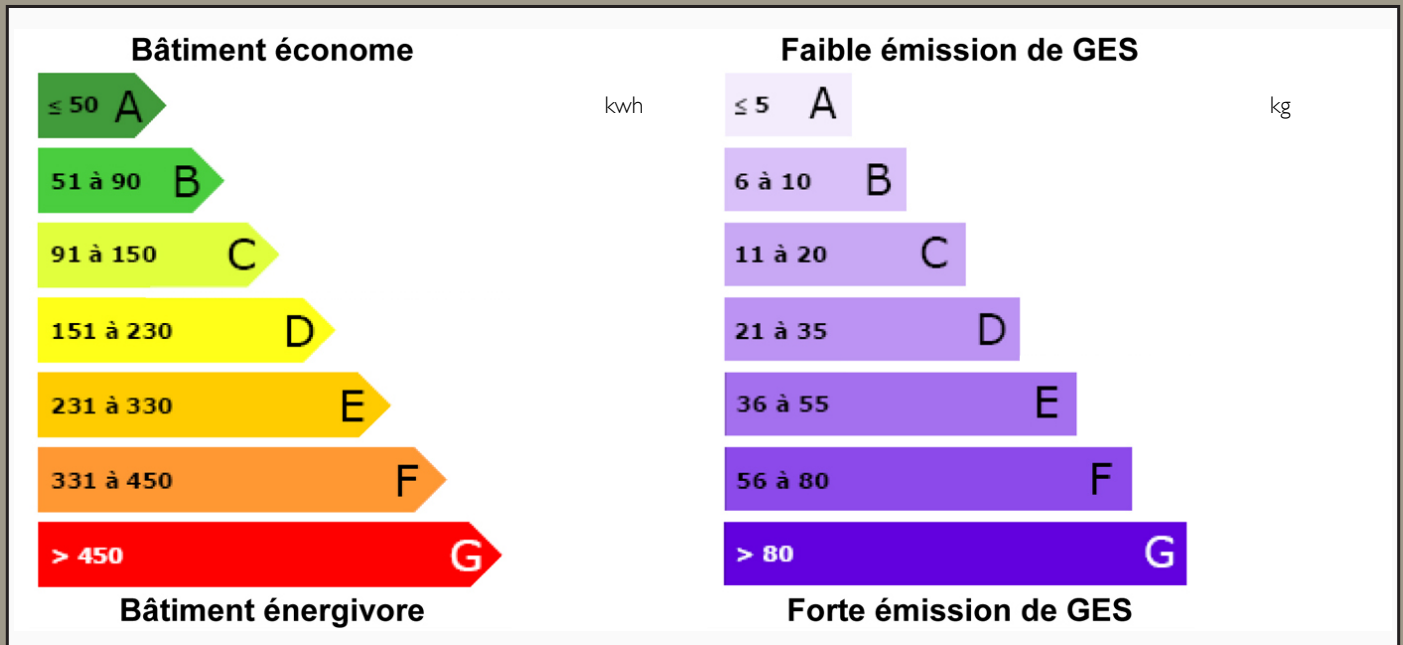 Bâtiment économe
≤ 50 A
kwh
51 à 90 B
91 à 150 C
151 à 230 D
231 à 330 E
331 à 450 F
> 450 G
Bâtiment énergivore
Faible émission de GES
≤ 5 A
kg
6 à 10 B
11 à 20 C
21 à 35 D
36 à 55 E
56 à 80 F
> 80 G
Forte émission de GES